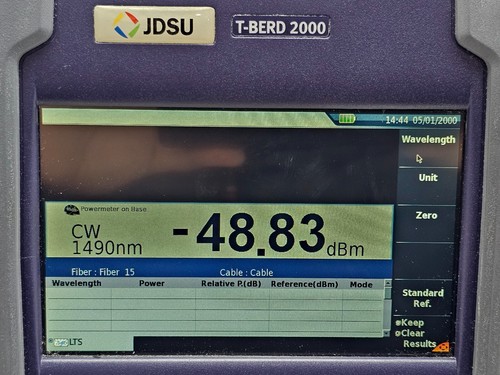 JDSU
T-BERD 2000
14:44 05/01/2000
Wavelength
Unit
Zero
Powermeter on Base
CW
1490nm
-48.83 dBm
Fiber : Fiber 15 Cable : Cable
Wavelength Power Relative P.(dB) Reference(dBm) Mode
Standard
Ref.
Keep
Clear
Results
LTS